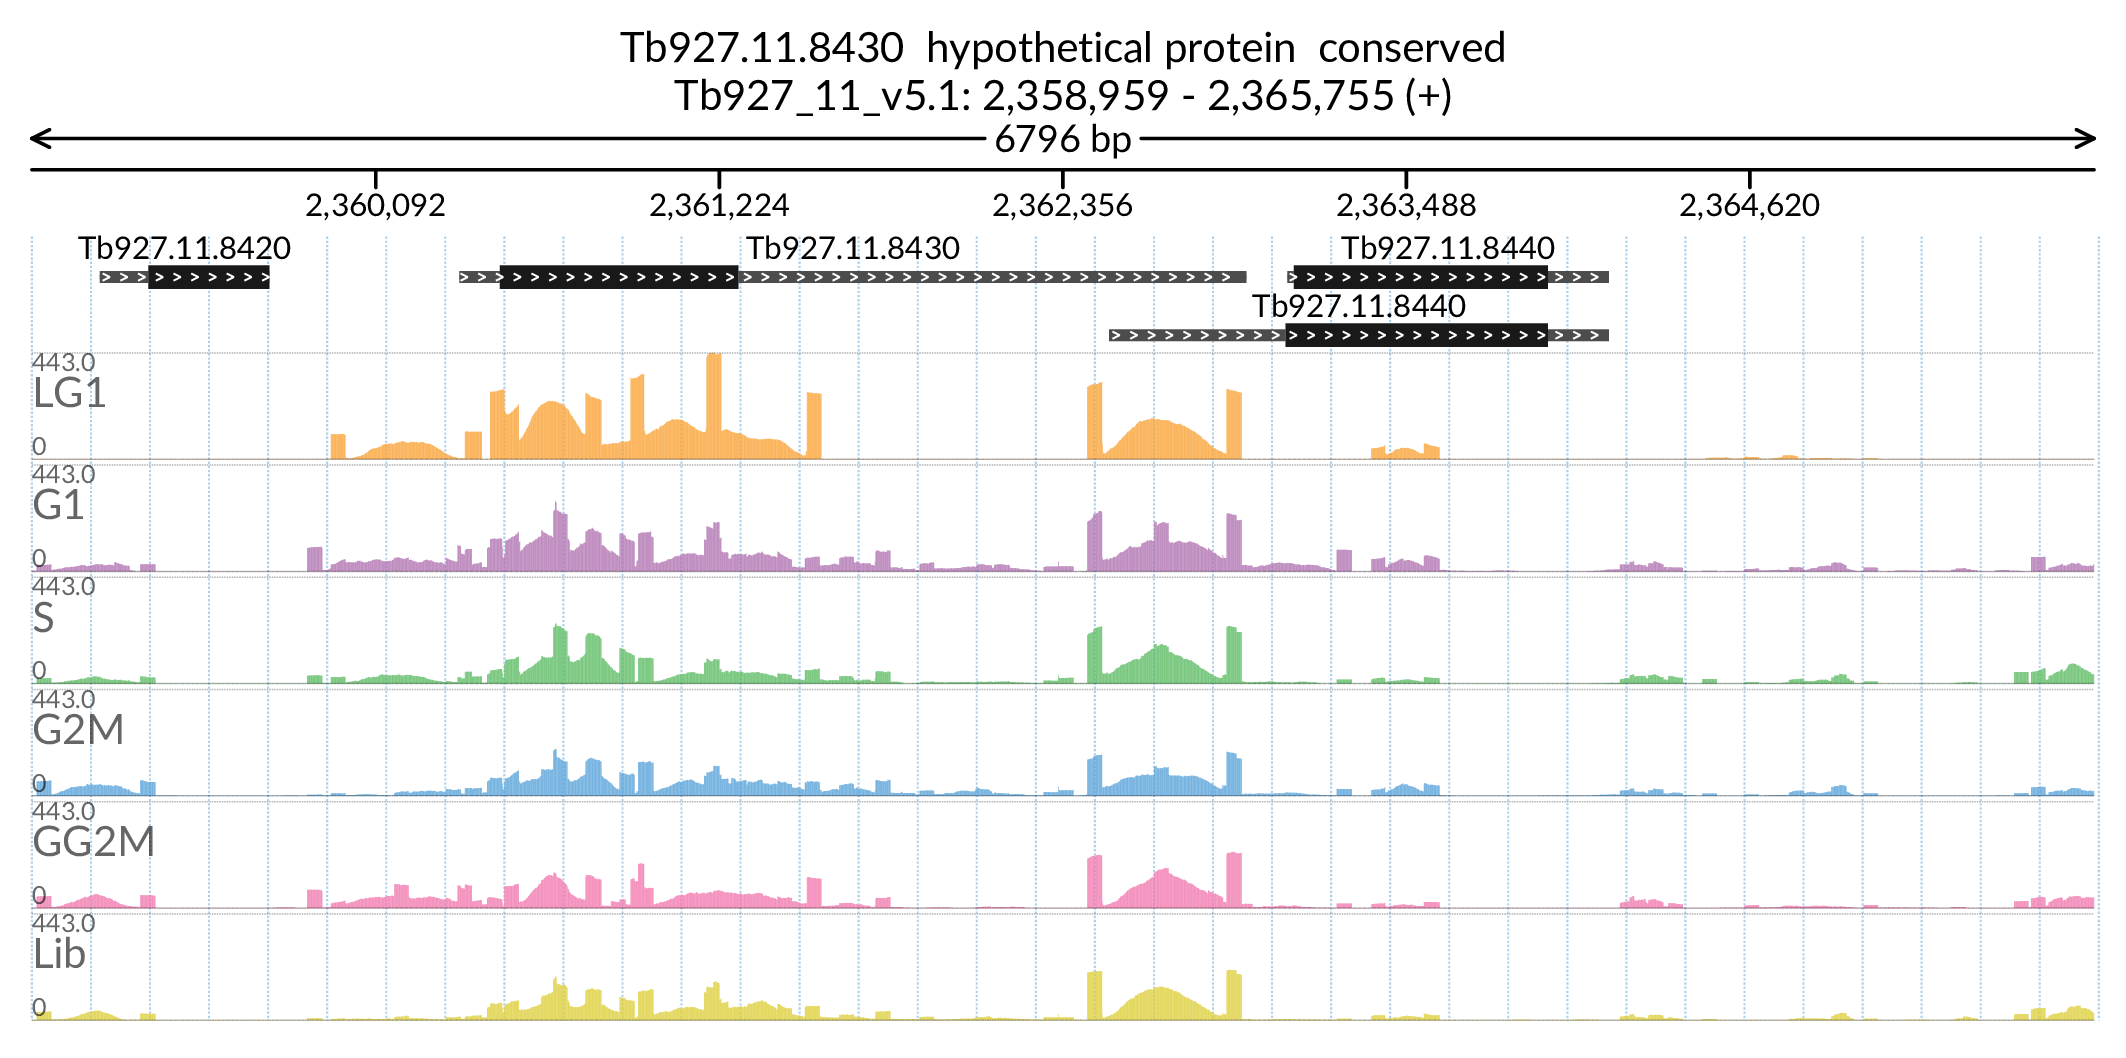 Tb927.11.8430  hypothetical protein  conserved
Tb927_11_v5.1: 2,358,959 - 2,365,755 (+)
6796 bp
2,360,092 2,361,224 2,362,356 2,363,488 2,364,620
Tb927.11.8420 Tb927.11.8430 Tb927.11.8440
Tb927.11.8440
443.0
LG1
0
443.0
G1
0
443.0
S
0
443.0
G2M
0
443.0
GG2M
0
443.0
Lib
0